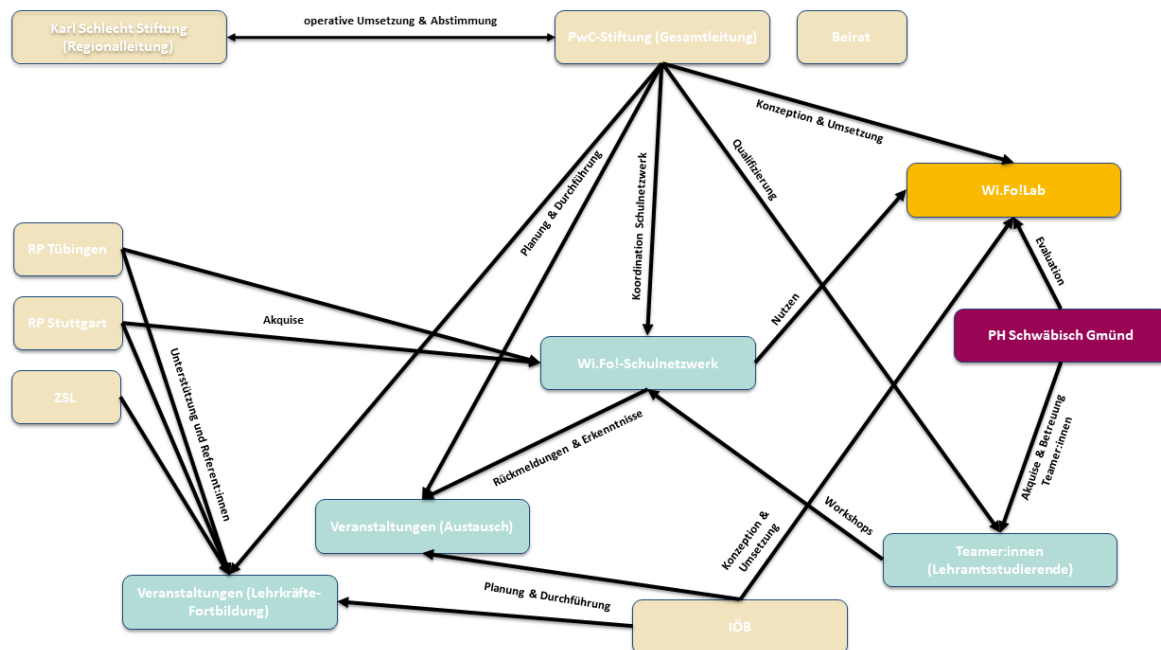 Karl Schlecht Stiftung
(Regionalleitung)
operative Umsetzung & Abstimmung
PwC-Stiftung (Gesamtleitung)
Beirat
Konzeption & Umsetzung
Qualifizierung
Planung & Durchführung
Koordination Schulnetzwerk
Wi.Fo!Lab
RP Tübingen
Evaluation
RP Stuttgart
Akquise
Nutzen
PH Schwäbisch Gmünd
Wi.Fo!-Schulnetzwerk
ZSL
Unterstützung und Referent:innen
Rückmeldungen & Erkenntnisse
Akquise & Betreuung
Teamer:innen
Veranstaltungen (Austausch)
Workshops
Konzeption &
Umsetzung
Teamer:innen
(Lehramtsstudierende)
Veranstaltungen (Lehrkräfte-
Fortbildung)
Planung & Durchführung
IÖB